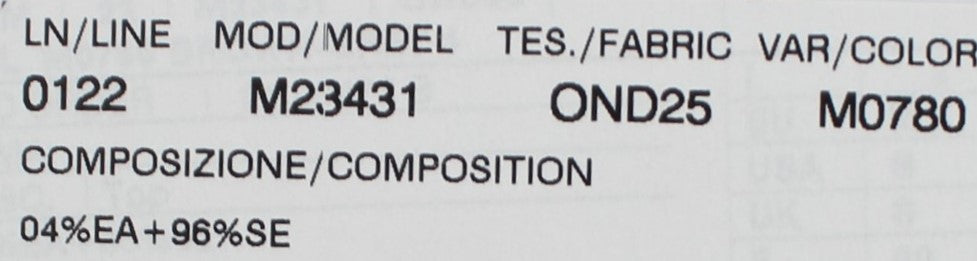 LN/LINE MOD/MODEL TES./FABRIC VAR/COLOR
0122 M23431 OND25 M0780
COMPOSIZIONE/COMPOSITION
04%EA+96%SE